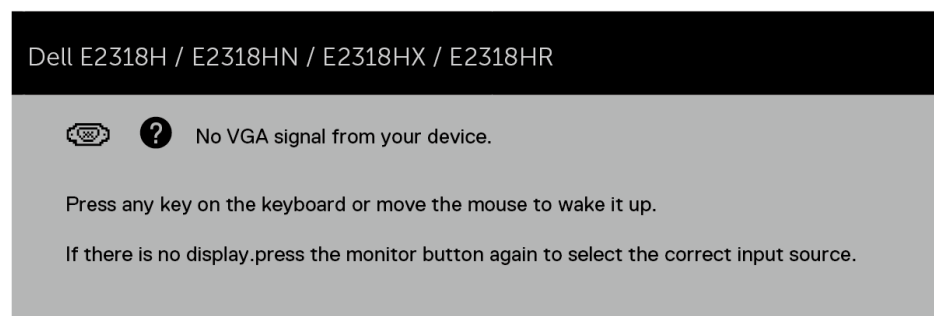 Dell E2318H / E2318HN / E2318HX / E2318HR
No VGA signal from your device.
Press any key on the keyboard or move the mouse to wake it up.
If there is no display.press the monitor button again to select the correct input source.